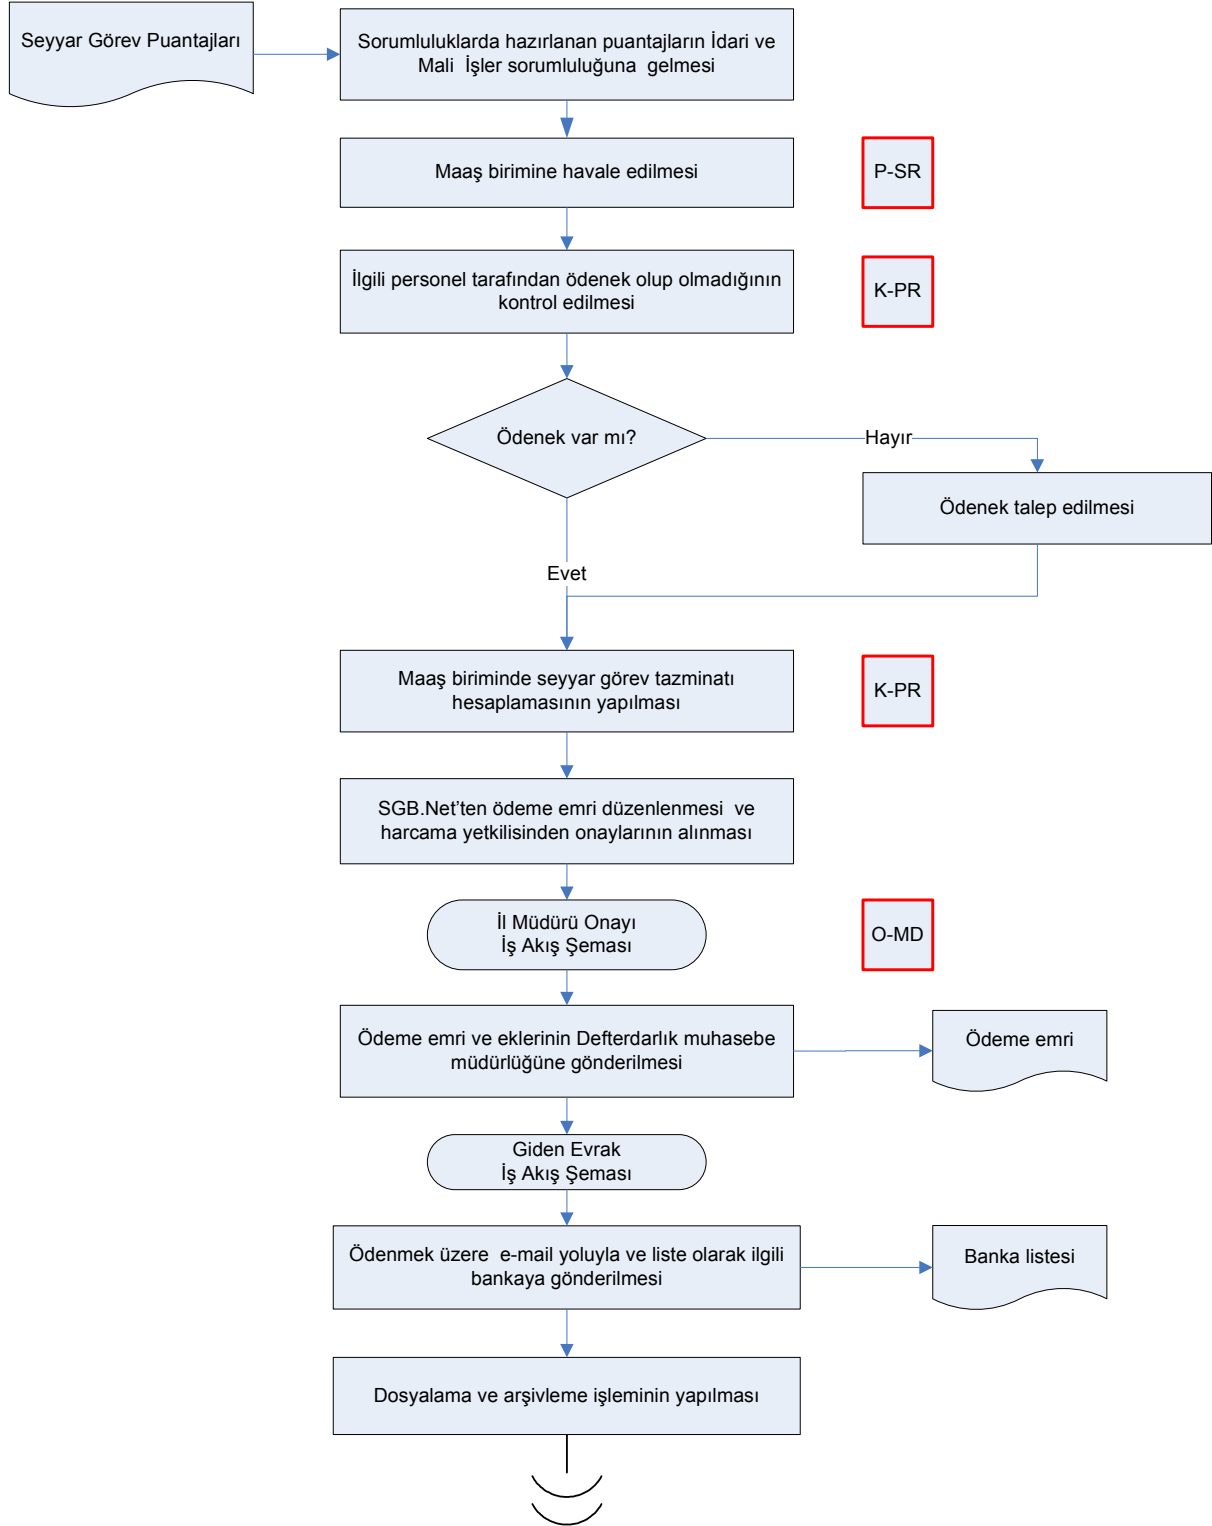 Seyyar Görev Puantajları
Sorumluluklarda hazırlanan puantajların İdari ve
Mali İşler sorumluluğuna gelmesi
Maaş birimine havale edilmesi
P-SR
İlgili personel tarafından ödenek olup olmadığının
kontrol edilmesi
K-PR
Ödenek var mı?
Hayır
Ödenek talep edilmesi
Evet
Maaş biriminde seyyar görev tazminatı
hesaplamasının yapılması
K-PR
SGB.Net’ten ödeme emri düzenlenmesi ve
harcama yetkilisinden onaylarının alınması
İl Müdürü Onayı
İş Akış Şeması
O-MD
Ödeme emri ve eklerinin Defterdarlık muhasebe
müdürlüğüne gönderilmesi
Ödeme emri
Giden Evrak
İş Akış Şeması
Ödenmek üzere e-mail yoluyla ve liste olarak ilgili
bankaya gönderilmesi
Banka listesi
Dosyalama ve arşivleme işleminin yapılması